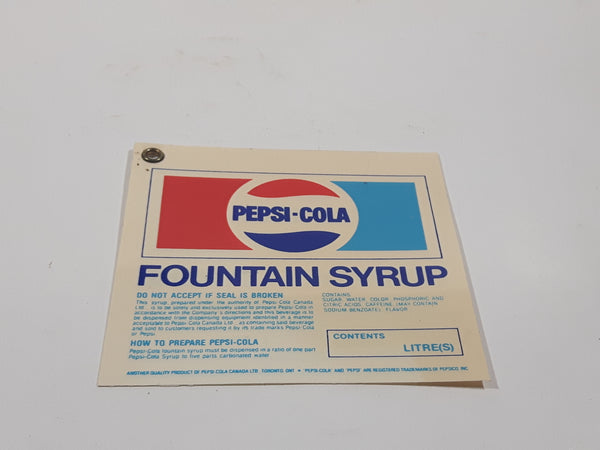 PEPSI-COLA
FOUNTAIN SYRUP
DO NOT ACCEPT IF SEAL IS BROKEN
This syrup, prepared under the authority of Pepsi Cola Canada
Ltd., is to be solely and exclusively used to prepare Pepsi Cola in
accordance with the Company's directions and this beverage is to
be dispensed from dispensing equipment identified in a manner
acceptable to Pepsi-Cola Canada Ltd., as containing said beverage
and sold to customers requesting it by its trade marks Pepsi Cola
or Pepsi.
HOW TO PREPARE PEPSI-COLA
Pepsi-Cola fountain syrup must be dispensed in a ratio of one part
Pepsi-Cola Syrup to five parts carbonated water
CONTAINS
SUGAR, WATER, COLOR, PHOSPHORIC AND
CITRIC ACIDS, CAFFEINE, (MAY CONTAIN
SODIUM BENZOATE), FLAVOR.
CONTENTS
LITRE(S)
ANOTHER QUALITY PRODUCT OF PEPSI-COLA CANADA LTD. TORONTO, ONT. • "PEPSI-COLA" AND "PEPSI" ARE REGISTERED TRADEMARKS OF PEPSICO, INC.